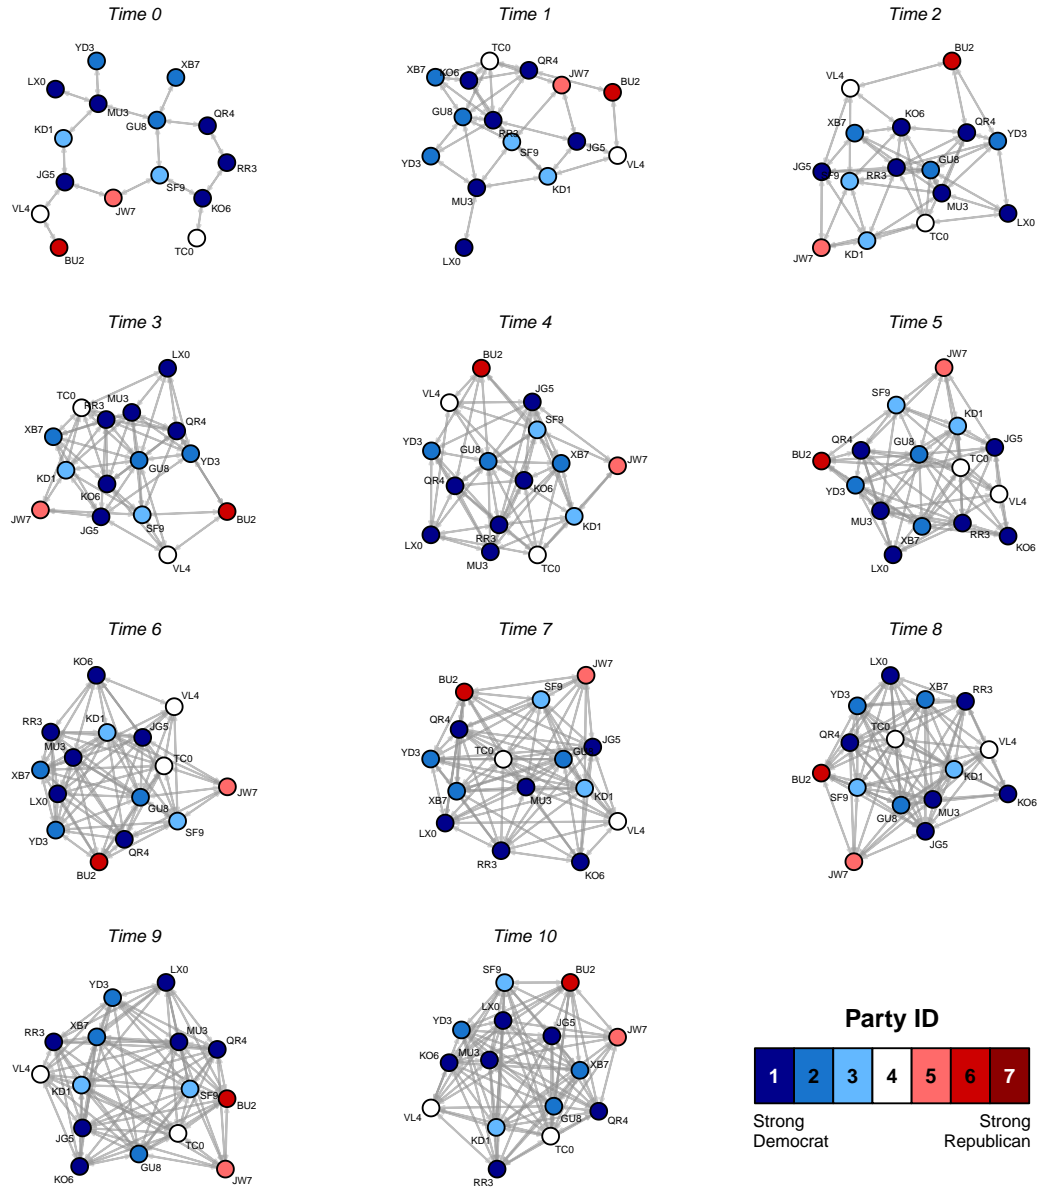 Time 0
YD3
XB7
LX0
MU3
GU8
QR4
KD1
RR3
JG5
SF9
JW7
KO6
VL4
TC0
BU2
Time 1
TC0
XB7
KO6
QR4
JW7
BU2
GU8
RR3
SF9
JG5
YD3
VL4
KD1
MU3
LX0
Time 2
BU2
VL4
XB7
KO6
QR4
YD3
JG5
SF9
RR3
GU8
MU3
LX0
TC0
KD1
JW7
Time 3
LX0
TC0
RR3
MU3
XB7
QR4
KD1
GU8
YD3
KO6
JW7
JG5
SF9
BU2
VL4
Time 4
BU2
VL4
JG5
SF9
YD3
GU8
XB7
JW7
QR4
KO6
KD1
LX0
RR3
MU3
TC0
Time 5
JW7
SF9
KD1
QR4
GU8
JG5
BU2
TC0
YD3
VL4
MU3
XB7
RR3
KO6
LX0
Time 6
KO6
VL4
RR3
KD1
JG5
MU3
TC0
XB7
JW7
LX0
GU8
SF9
YD3
QR4
BU2
Time 7
JW7
BU2
SF9
QR4
JG5
YD3
TC0
GU8
XB7
MU3
KD1
LX0
VL4
RR3
KO6
Time 8
LX0
YD3
XB7
RR3
TC0
QR4
VL4
BU2
KD1
SF9
KO6
GU8
MU3
JG5
JW7
Time 9
LX0
YD3
XB7
RR3
MU3
QR4
VL4
KD1
SF9
BU2
JG5
TC0
KO6
GU8
JW7
Time 10
SF9
BU2
LX0
YD3
JG5
JW7
KO6
MU3
XB7
VL4
GU8
QR4
KD1
TC0
RR3
Party ID
1 2 3 4 5 6 7
Strong Strong
Democrat Republican